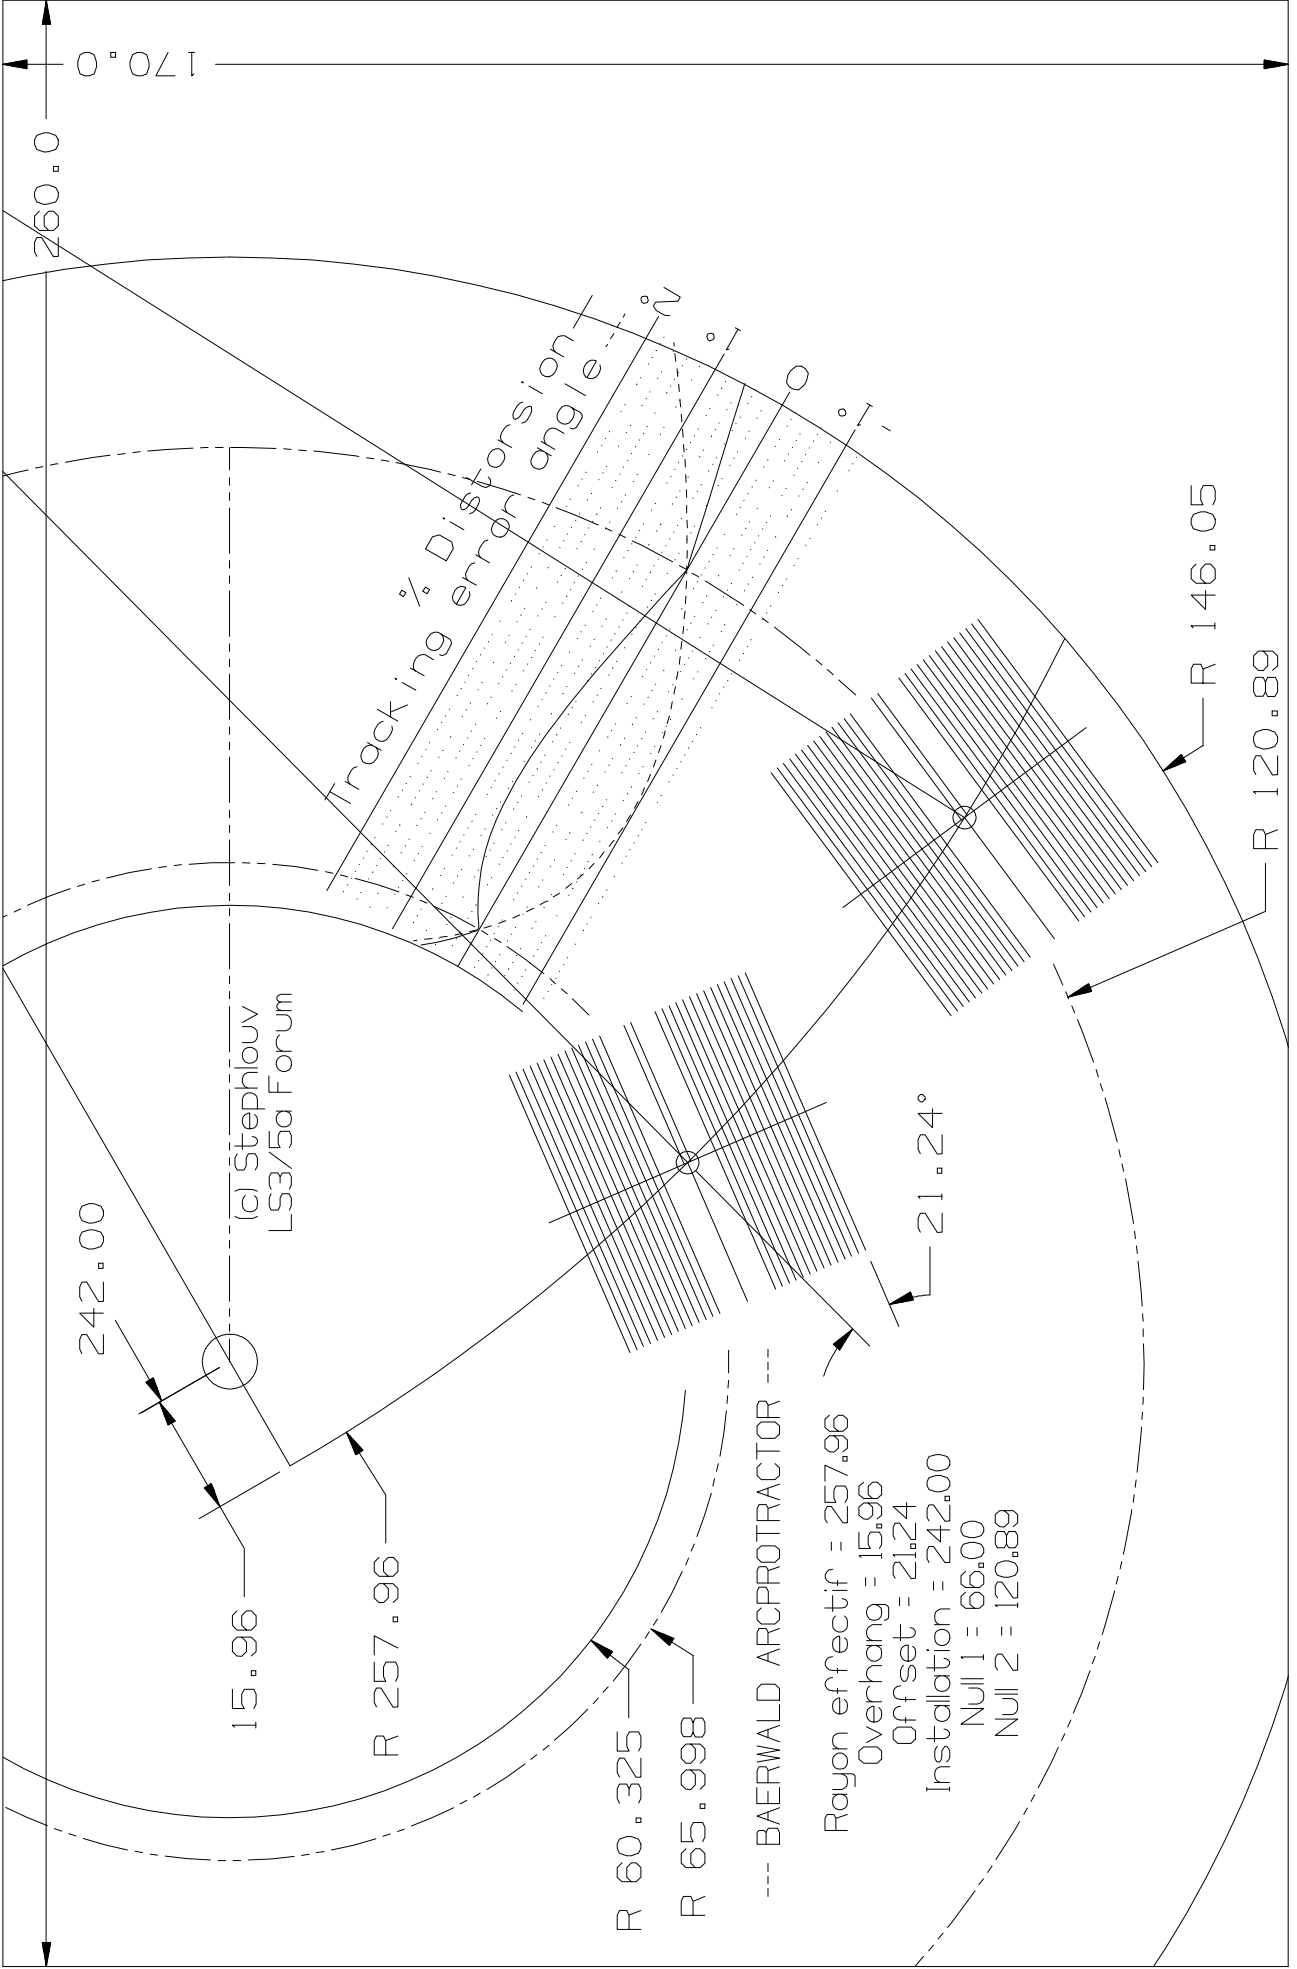 170.0
260.0
% Distorsion
Tracking error angle
2°
1°
0
-1°
(c) Stephlouv
LS3/5a Forum
242.00
15.96
R 257.96
R 60.325
R 65.998
--- BAERWALD ARCPROTRACTOR ---
Rayon effectif = 257.96
Overhang = 15.96
Offset = 21.24
Installation = 242.00
Null 1 = 66.00
Null 2 = 120.89
21.24°
R 146.05
R 120.89